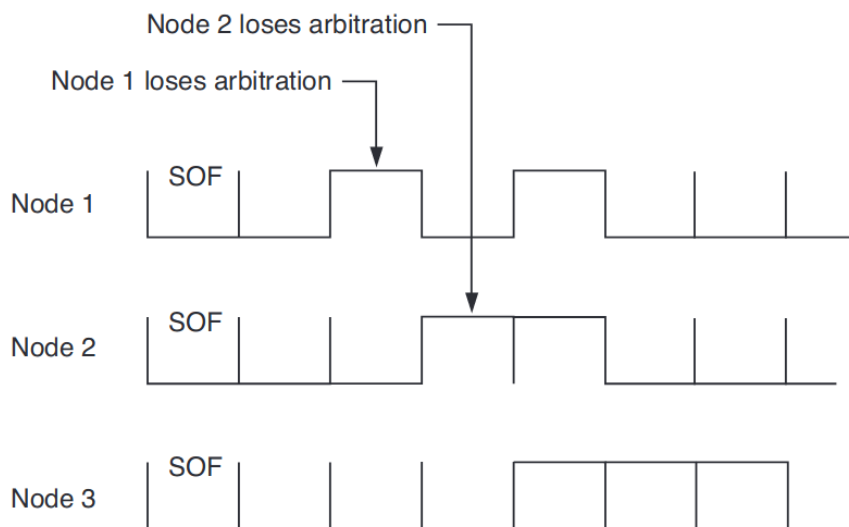 Node 2 loses arbitration
Node 1 loses arbitration
SOF
Node 1
SOF
Node 2
SOF
Node 3